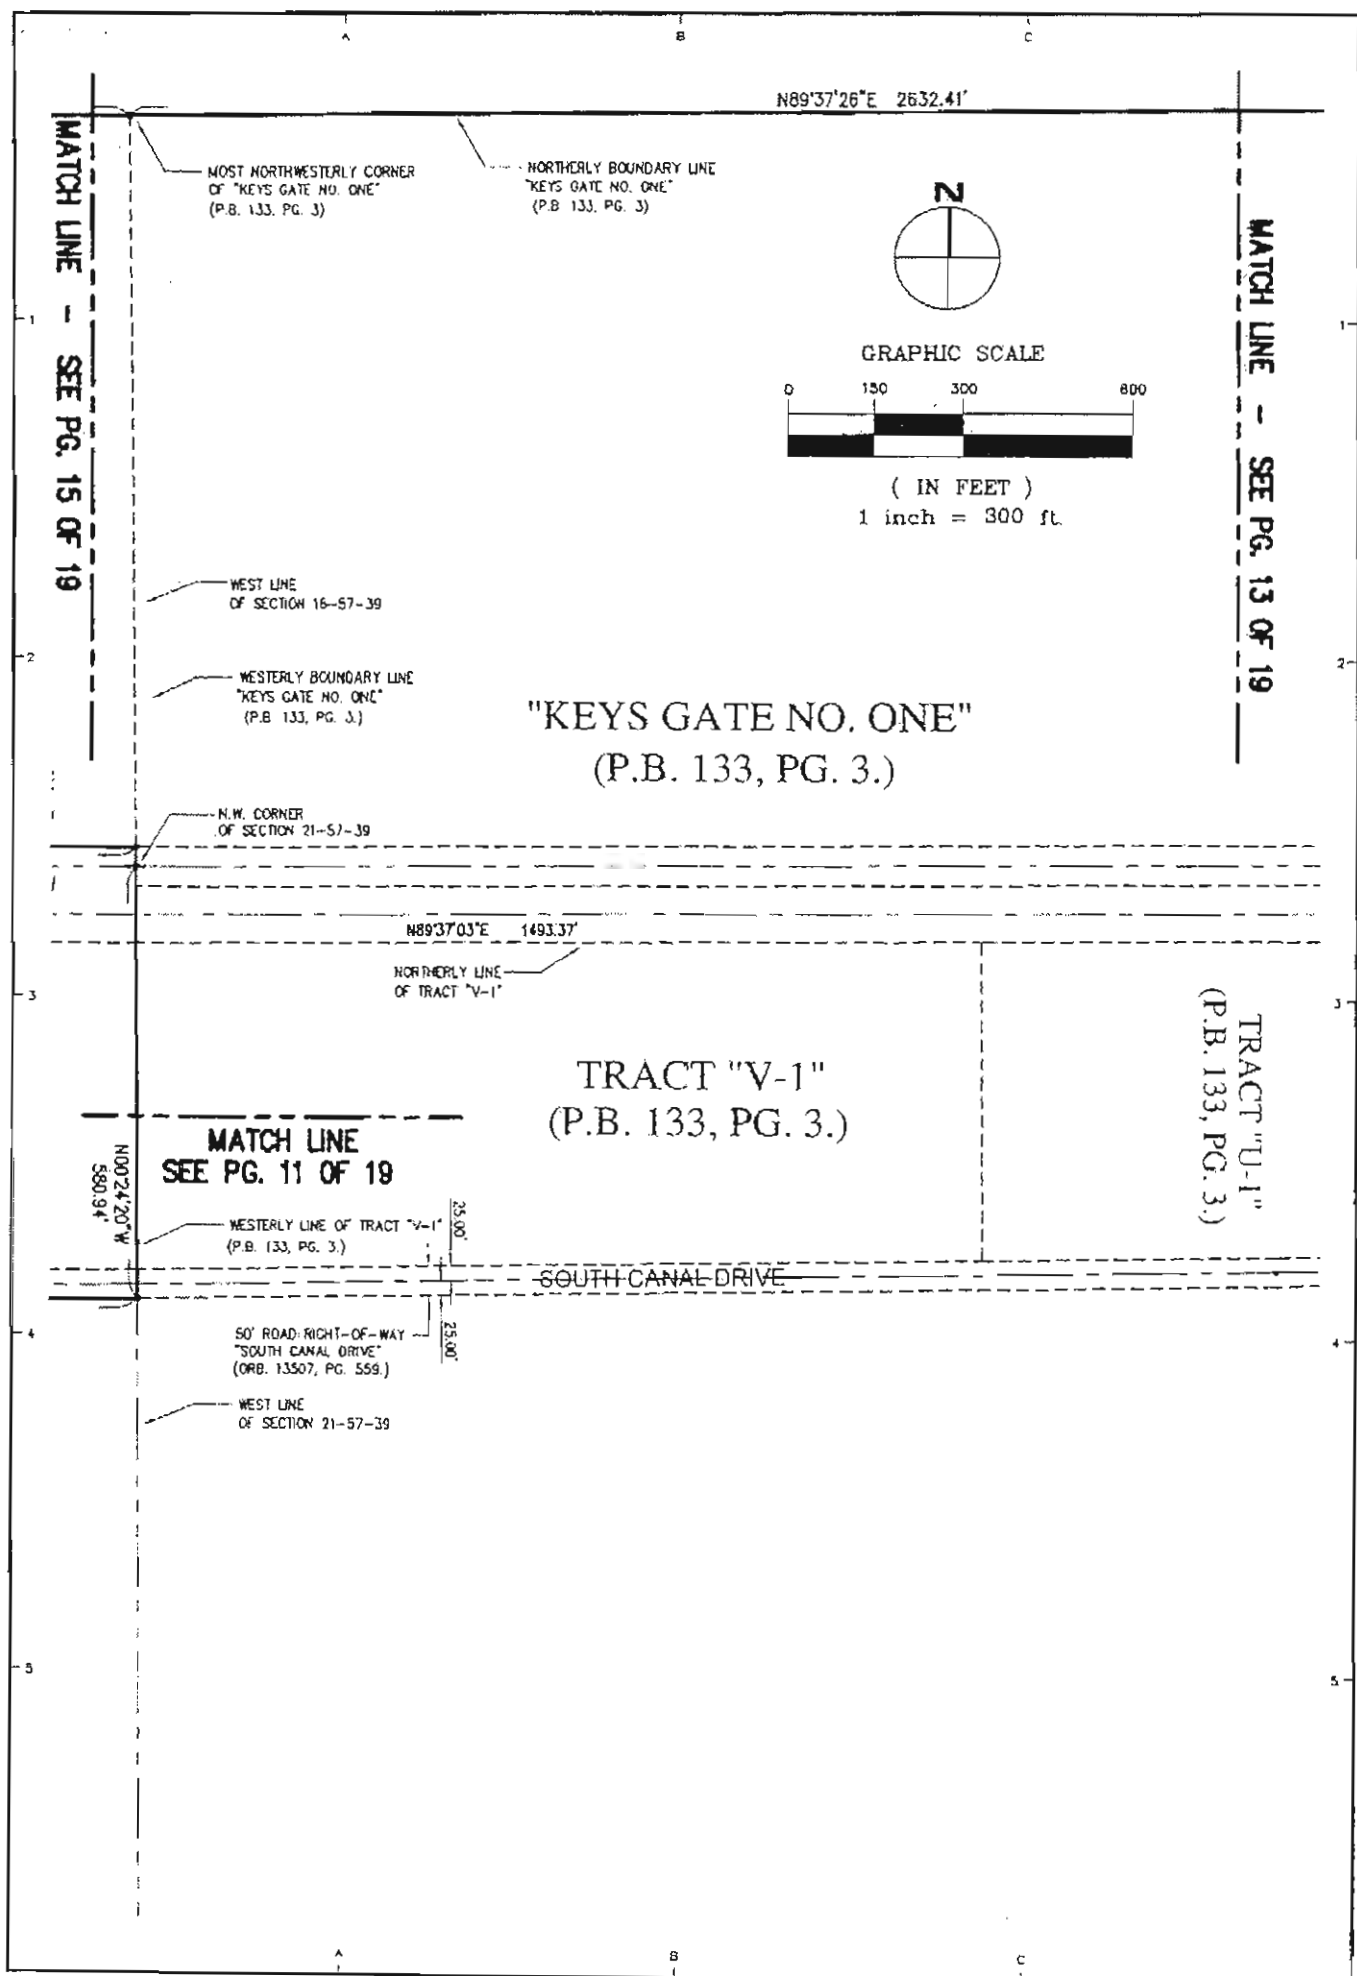 A B C
N89°37'26"E 2632.41'
MATCH LINE - SEE PG. 15 OF 19
MOST NORTHWESTERLY CORNER
OF "KEYS GATE NO. ONE"
(P.B. 133, PG. 3)
NORTHERLY BOUNDARY LINE
"KEYS GATE NO. ONE"
(P.B 133, PG. 3)
N
MATCH LINE - SEE PG. 13 OF 19
1 1
GRAPHIC SCALE
0 150 300 600
( IN FEET )
1 inch = 300 ft.
WEST LINE
OF SECTION 16-57-39
2 2
WESTERLY BOUNDARY LINE
"KEYS GATE NO. ONE"
(P.B 133, PG. 3.)
"KEYS GATE NO. ONE"
(P.B. 133, PG. 3.)
N.W. CORNER
OF SECTION 21-57-39
N89°37'03"E 1493.37'
NORTHERLY LINE
OF TRACT "V-1"
3 3
TRACT "U-1"
(P.B. 133, PG. 3.)
TRACT "V-1"
(P.B. 133, PG. 3.)
MATCH LINE
SEE PG. 11 OF 19
N00°24'20"W
580.94'
WESTERLY LINE OF TRACT "V-1"
(P.B. 133, PG. 3.)
25.00'
SOUTH CANAL DRIVE
50' ROAD RIGHT-OF-WAY
"SOUTH CANAL DRIVE"
(ORB. 13507, PG. 559.)
25.00'
4 4
WEST LINE
OF SECTION 21-57-39
5 5
A B C